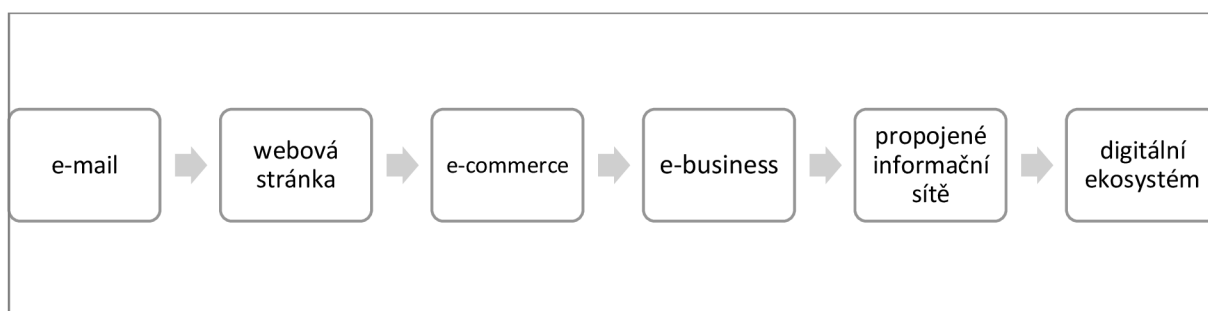 e-mail
webová
stránka
e-commerce
e-business
propojené
informační
sítě
digitální
ekosystém